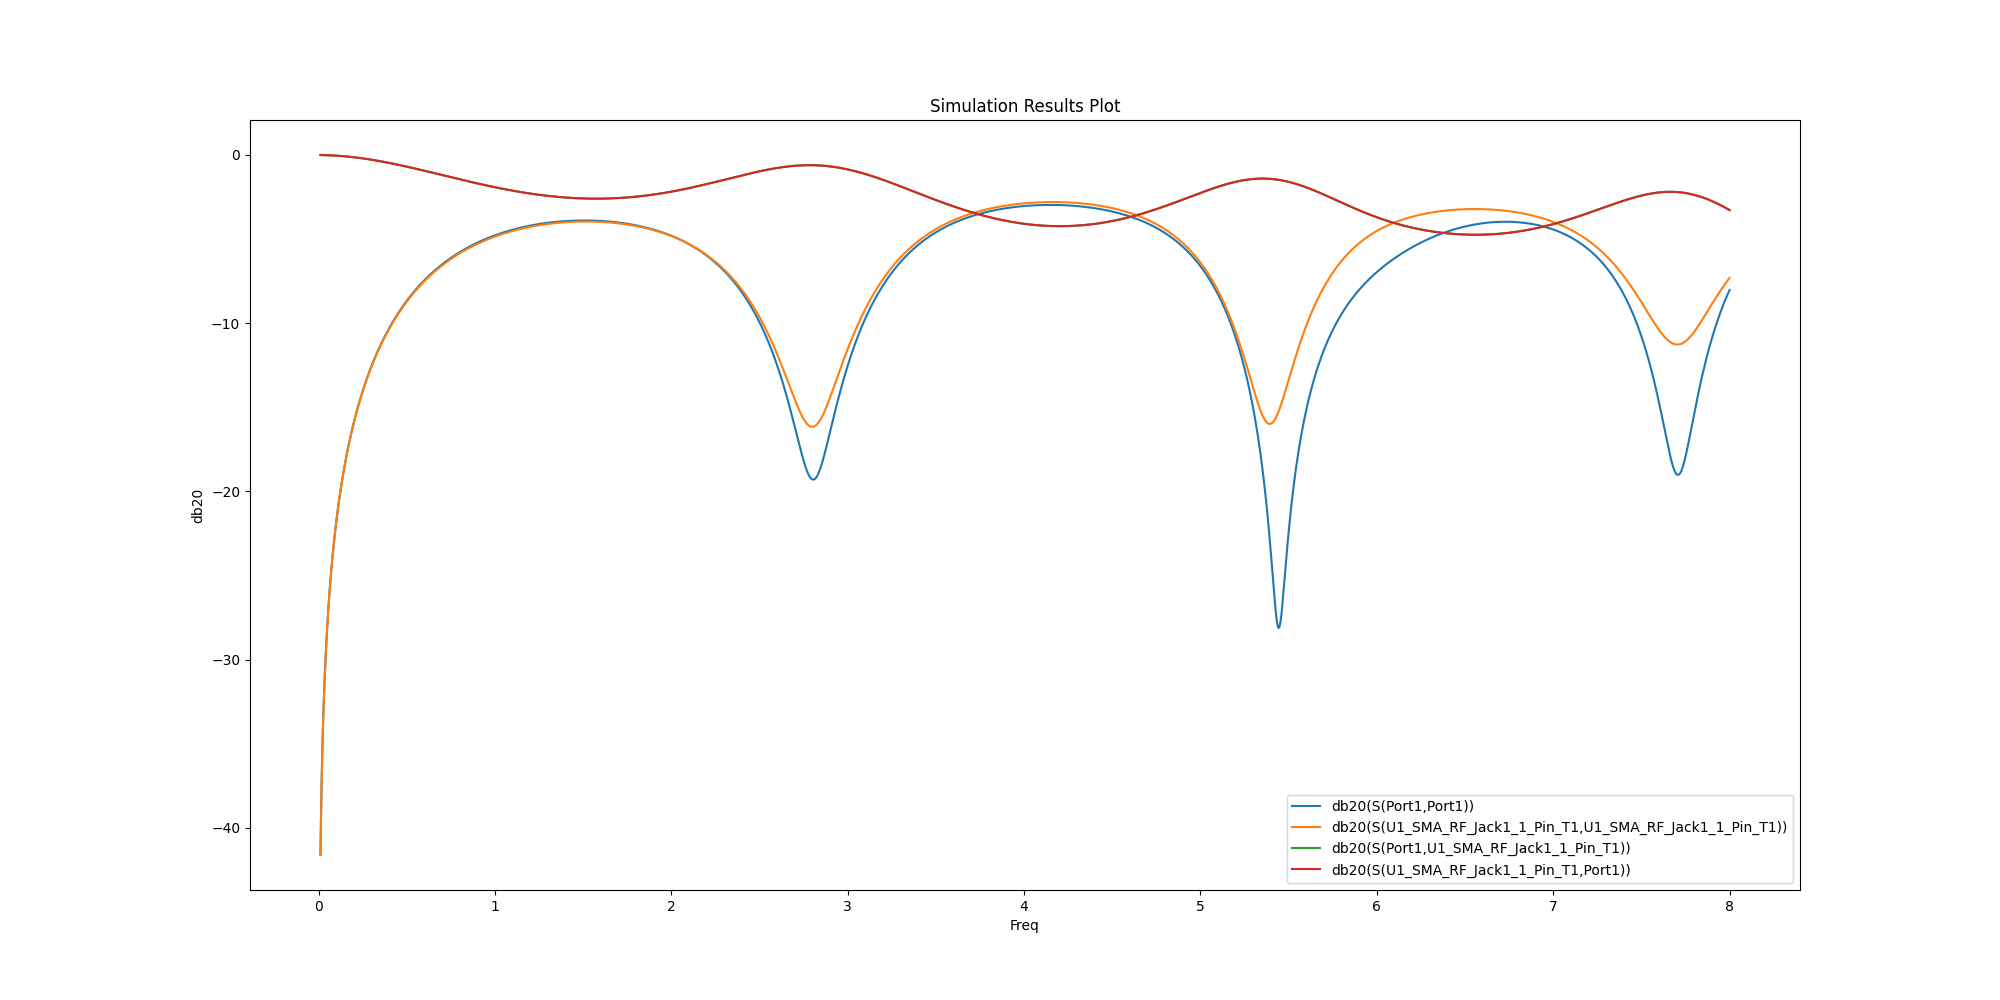 Simulation Results Plot
0
−10
−20
−30
−40
db20
0 1 2 3 4 5 6 7 8
Freq
db20(S(Port1,Port1))
db20(S(U1_SMA_RF_Jack1_1_Pin_T1,U1_SMA_RF_Jack1_1_Pin_T1))
db20(S(Port1,U1_SMA_RF_Jack1_1_Pin_T1))
db20(S(U1_SMA_RF_Jack1_1_Pin_T1,Port1))